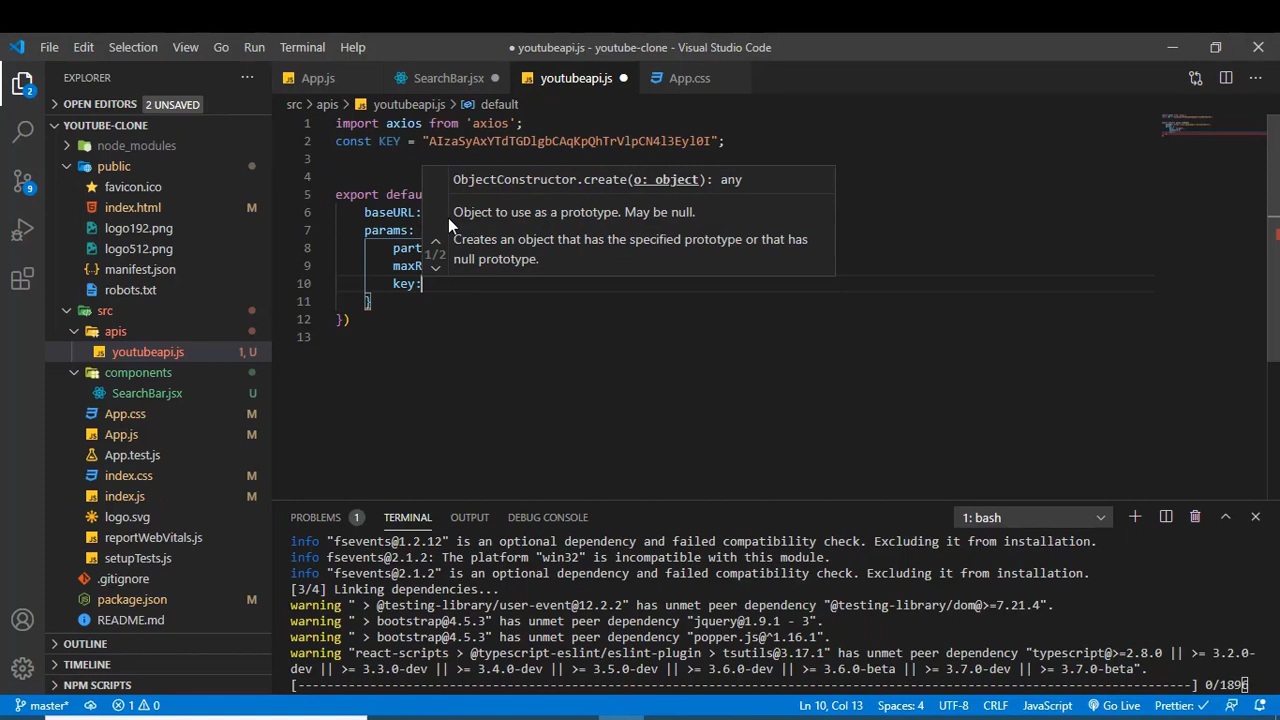 File Edit Selection View Go Run Terminal Help
● youtubeapi.js - youtube-clone - Visual Studio Code
EXPLORER
OPEN EDITORS 2 UNSAVED
YOUTUBE-CLONE
node_modules
public
favicon.ico
index.html
logo192.png
logo512.png
manifest.json
robots.txt
src
apis
youtubeapi.js 1, U
components
SearchBar.jsx U
App.css M
App.js M
App.test.js
index.css M
index.js M
logo.svg
reportWebVitals.js
setupTests.js
.gitignore
package.json M
README.md
OUTLINE
TIMELINE
NPM SCRIPTS
2
9
App.js SearchBar.jsx youtubeapi.js App.css
src > apis > youtubeapi.js > default
1 import axios from 'axios';
2 const KEY = "AIzaSyAxYTdTGDlgbCAqKpQhTrVlpCN4l3Eyl0I";
3
4
5 export defau
6 baseURL:
7 params:
8 part
9 maxR
10 key:
11 }
12 })
13
ObjectConstructor.create(o: object): any
Object to use as a prototype. May be null.
1/2
Creates an object that has the specified prototype or that has
null prototype.
PROBLEMS 1 TERMINAL OUTPUT DEBUG CONSOLE 1: bash
info "fsevents@1.2.12" is an optional dependency and failed compatibility check. Excluding it from installation.
info fsevents@2.1.2: The platform "win32" is incompatible with this module.
info "fsevents@2.1.2" is an optional dependency and failed compatibility check. Excluding it from installation.
[3/4] Linking dependencies...
warning " > @testing-library/user-event@12.2.2" has unmet peer dependency "@testing-library/dom@>=7.21.4".
warning " > bootstrap@4.5.3" has unmet peer dependency "jquery@1.9.1 - 3".
warning " > bootstrap@4.5.3" has unmet peer dependency "popper.js@^1.16.1".
warning "react-scripts > @typescript-eslint/eslint-plugin > tsutils@3.17.1" has unmet peer dependency "typescript@>=2.8.0 || >= 3.2.0-
dev || >= 3.3.0-dev || >= 3.4.0-dev || >= 3.5.0-dev || >= 3.6.0-dev || >= 3.6.0-beta || >= 3.7.0-dev || >= 3.7.0-beta".
master* 1 0 Ln 10, Col 13 Spaces: 4 UTF-8 CRLF JavaScript Go Live Prettier: ✓